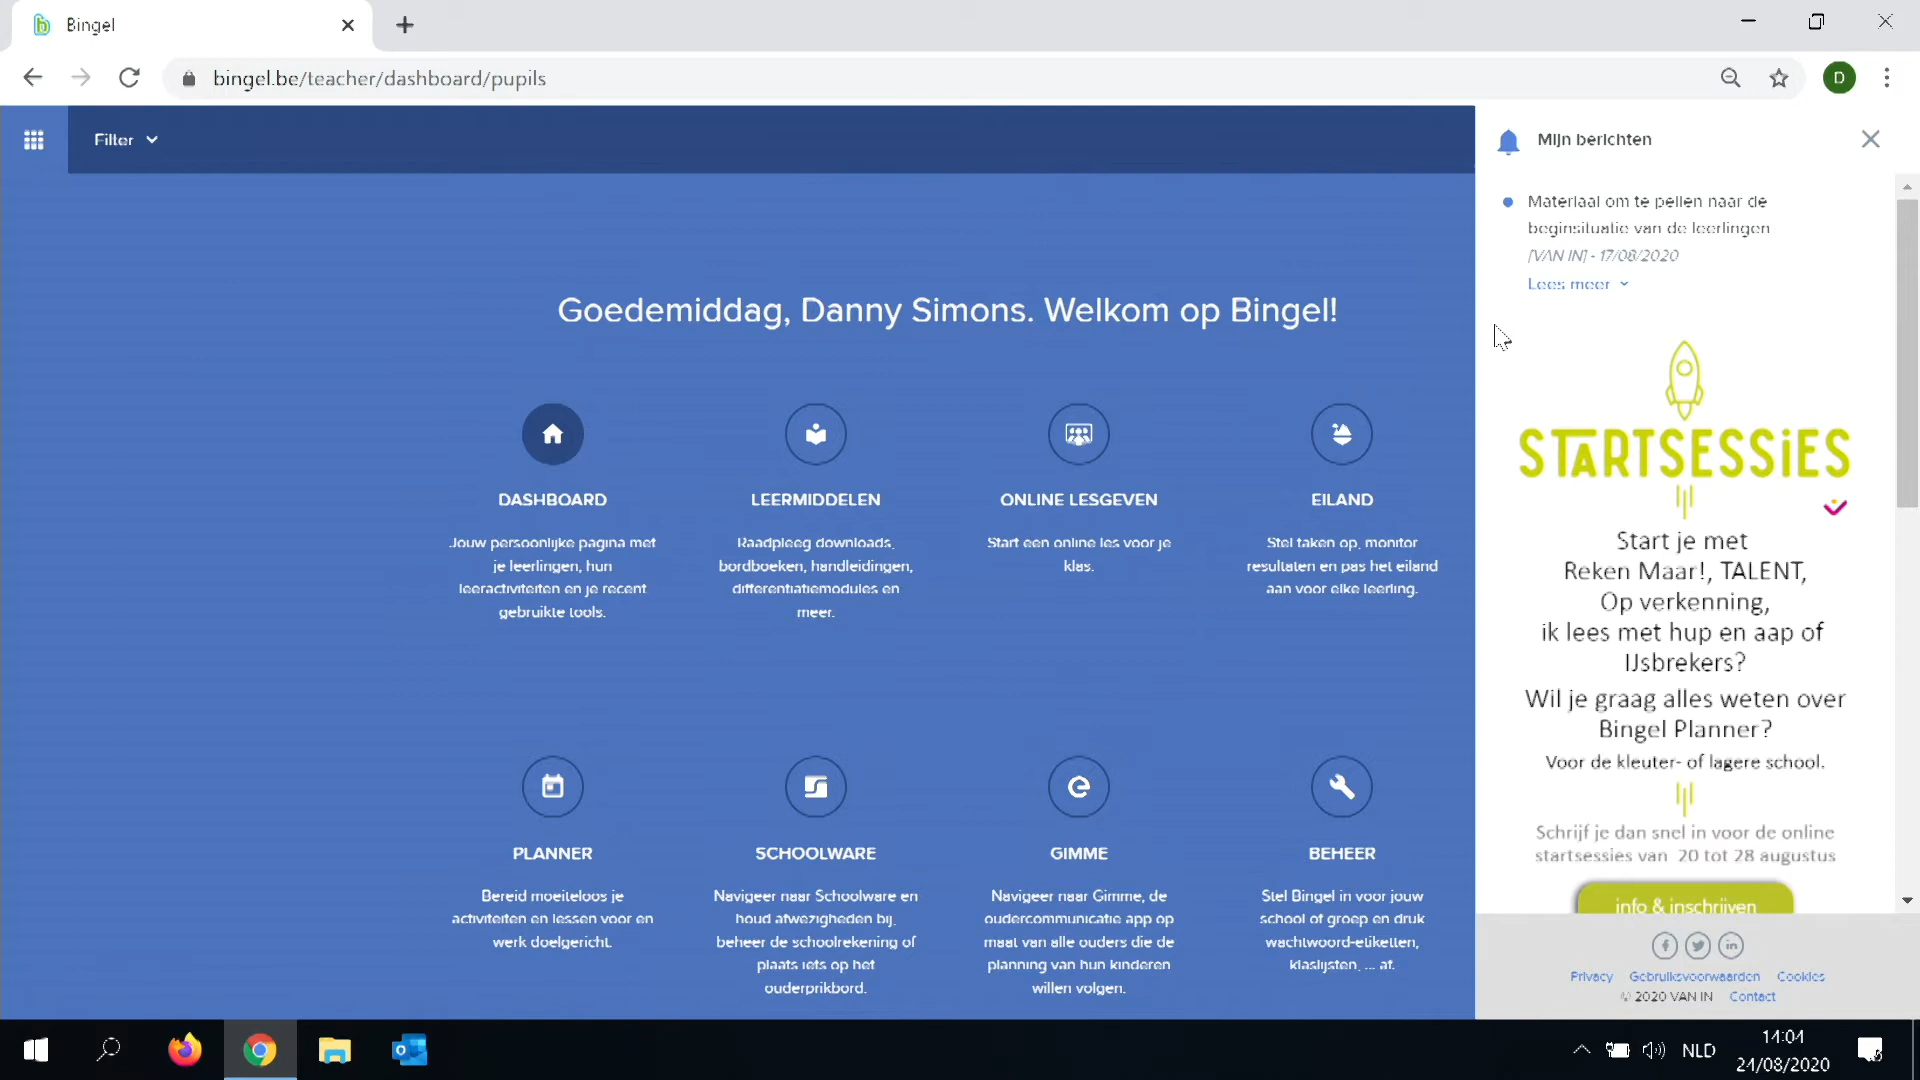 Bingel
bingel.be/teacher/dashboard/pupils
D
Filter
Mijn berichten
Materiaal om te peilen naar de
beginsituatie van de leerlingen
[VAN IN] - 17/08/2020
Lees meer
Goedemiddag, Danny Simons. Welkom op Bingel!
DASHBOARD
Jouw persoonlijke pagina met
je leerlingen, hun
leeractiviteiten en je recent
gebruikte tools.
LEERMIDDELEN
Raadpleeg downloads,
bordboeken, handleidingen,
differentiatiemodules en
meer.
ONLINE LESGEVEN
Start een online les voor je
klas.
EILAND
Stel taken op, monitor
resultaten en pas het eiland
aan voor elke leerling.
PLANNER
Bereid moeiteloos je
activiteiten en lessen voor en
werk doelgericht.
SCHOOLWARE
Navigeer naar Schoolware en
houd afwezigheden bij,
beheer de schoolrekening of
plaats iets op het
ouderprikbord.
GIMME
Navigeer naar Gimme, de
oudercommunicatie app op
maat van alle ouders die de
planning van hun kinderen
willen volgen.
BEHEER
Stel Bingel in voor jouw
school of groep en druk
wachtwoord-etiketten,
klaslijsten, ... af.
STARTSESSiES
Start je met
Reken Maar!, TALENT,
Op verkenning,
ik lees met hup en aap of
IJsbrekers?
Wil je graag alles weten over
Bingel Planner?
Voor de kleuter- of lagere school.
Schrijf je dan snel in voor de online
startsessies van 20 tot 28 augustus
info & inschrijven
Privacy Gebruiksvoorwaarden Cookies
© 2020 VAN IN Contact
NLD
14:04
24/08/2020